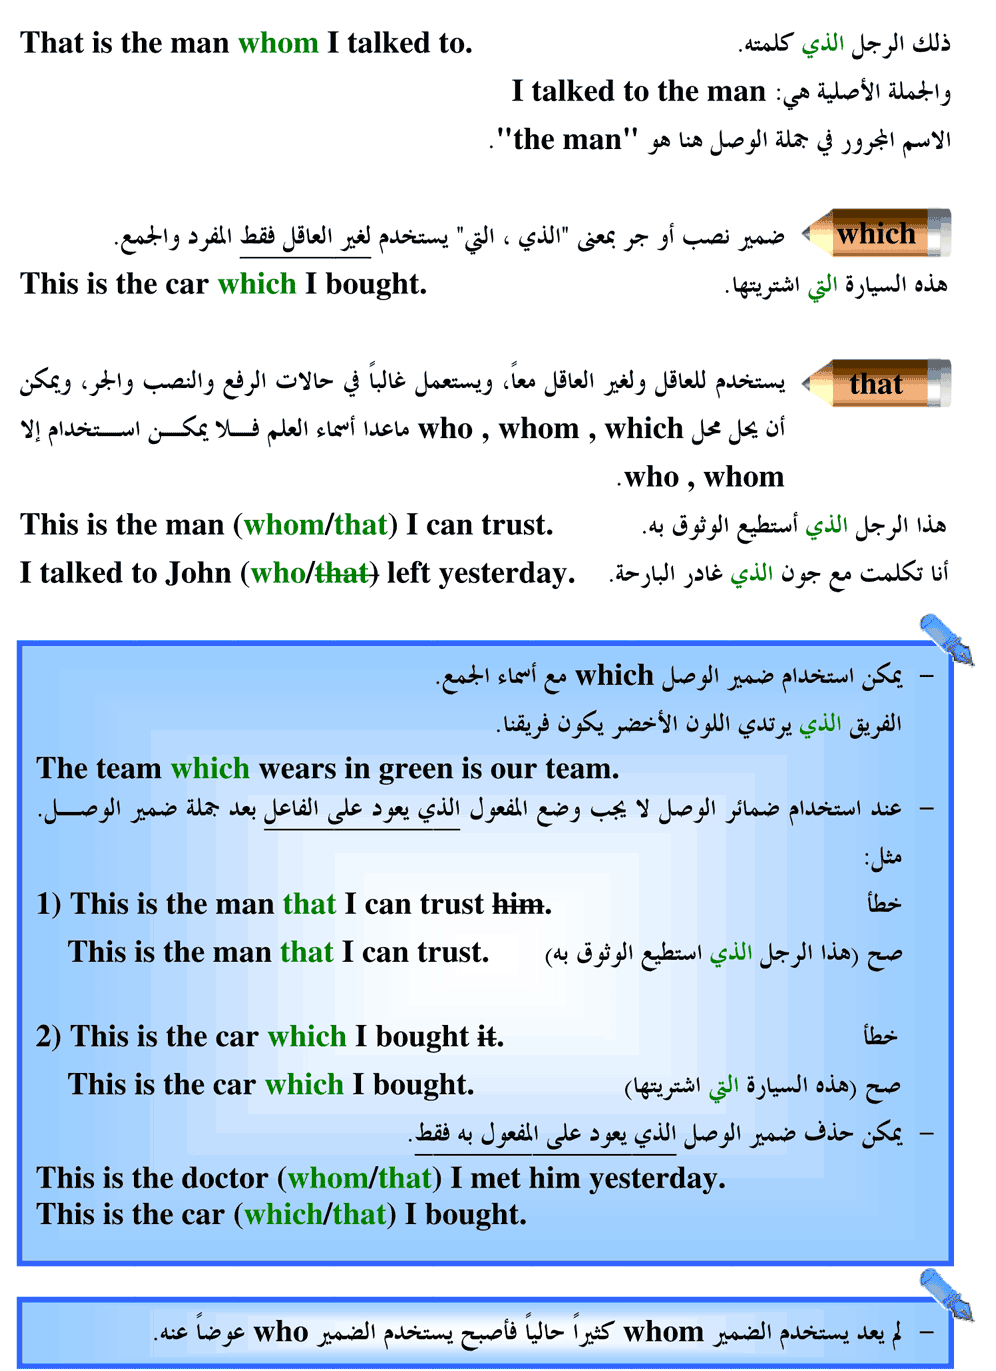 That is the man whom I talked to. ذلك الرجل الذي كلمته.
والجملة الأصلية هي: I talked to the man
الاسم المجرور في جملة الوصل هنا هو "the man".
which ضمير نصب أو جر بمعنى "الذي ، التي" يستخدم لغير العاقل فقط المفرد والجمع.
This is the car which I bought. هذه السيارة التي اشتريتها.
that يستخدم للعاقل ولغير العاقل معاً، ويستعمل غالباً في حالات الرفع والنصب والجر، ويمكن
أن يحل محل who , whom , which ماعدا أسماء العلم فـلا يمكـن اسـتخدام إلا
who , whom.
This is the man (whom/that) I can trust. هذا الرجل الذي أستطيع الوثوق به.
I talked to John (who/that) left yesterday. أنا تكلمت مع جون الذي غادر البارحة.
– يمكن استخدام ضمير الوصل which مع أسماء الجمع.
الفريق الذي يرتدي اللون الأخضر يكون فريقنا.
The team which wears in green is our team.
– عند استخدام ضمائر الوصل لا يجب وضع المفعول الذي يعود على الفاعل بعد جملة ضمير الوصـل.
مثل:
1) This is the man that I can trust him. خطأ
This is the man that I can trust. صح (هذا الرجل الذي استطيع الوثوق به)
2) This is the car which I bought it. خطأ
This is the car which I bought. صح (هذه السيارة التي اشتريتها)
– يمكن حذف ضمير الوصل الذي يعود على المفعول به فقط.
This is the doctor (whom/that) I met him yesterday.
This is the car (which/that) I bought.
– لم يعد يستخدم الضمير whom كثيراً حالياً فأصبح يستخدم الضمير who عوضاً عنه.